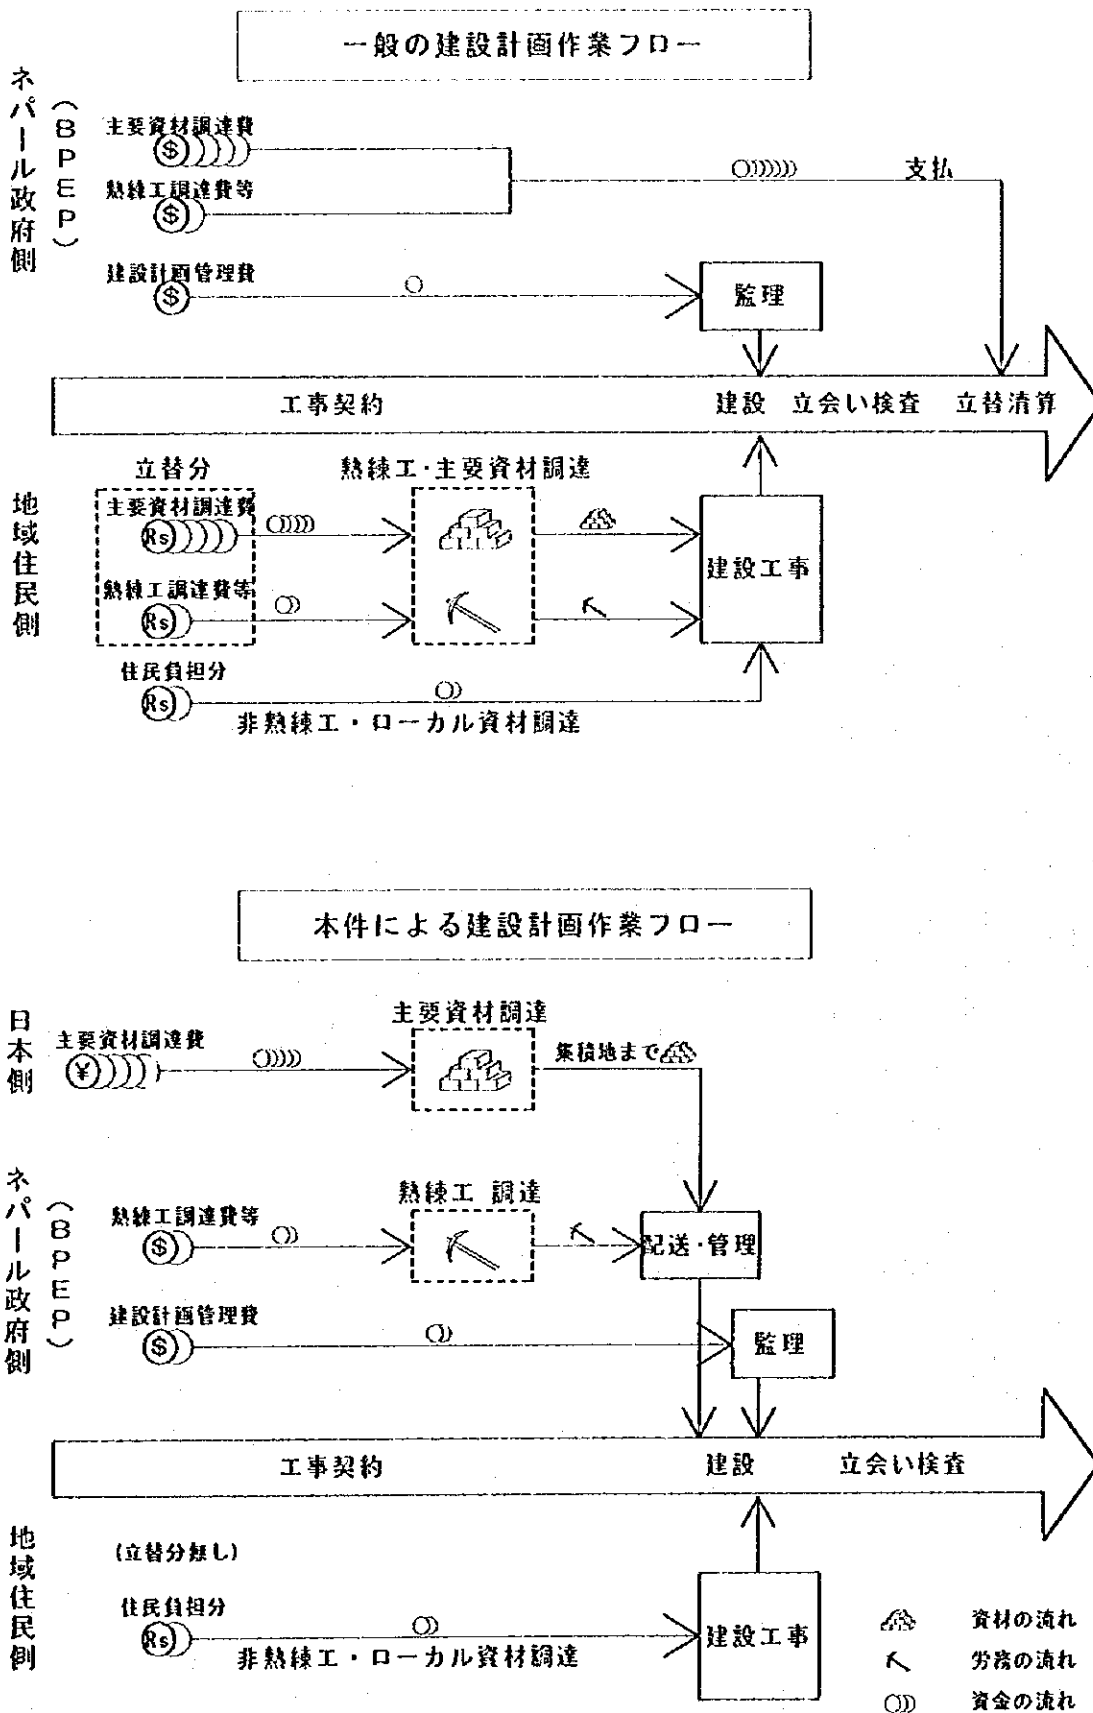 一般の建設計画作業フロー
ネパール政府側
(BPEP)
主要資材調達費
$
支払
熟練工調達費等
$
建設計画管理費
$
監理
工事契約 建設 立会い検査 立替清算
地域住民側
立替分
熟練工・主要資材調達
主要資材調達費
Rs
建設工事
熟練工調達費等
Rs
住民負担分
Rs
非熟練工・ローカル資材調達
本件による建設計画作業フロー
日本側
主要資材調達費
¥
主要資材調達
集積地まで
ネパール政府側
(BPEP)
熟練工調達費等
$
熟練工 調達
配送・管理
建設計画管理費
$
監理
工事契約 建設 立会い検査
地域住民側
(立替分無し)
住民負担分
Rs
非熟練工・ローカル資材調達
建設工事
資材の流れ
労務の流れ
資金の流れ